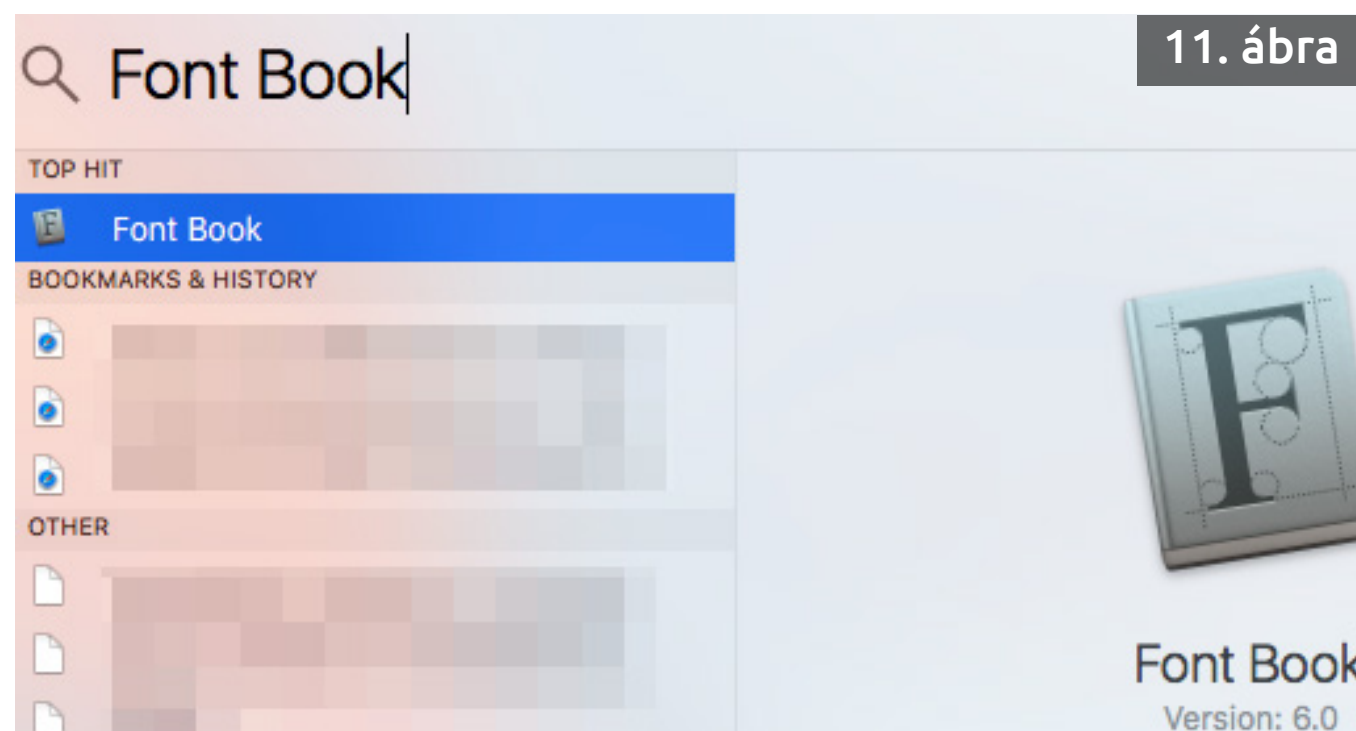 Font Book
11. ábra
TOP HIT
Font Book
BOOKMARKS & HISTORY
OTHER
Font Book
Version: 6.0